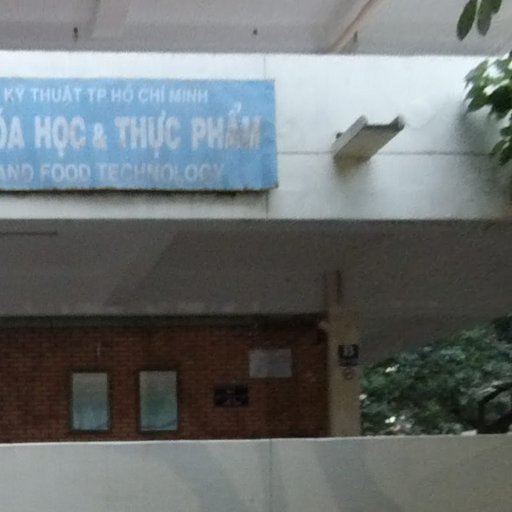 KỸ THUẬT TP HỒ CHÍ MINH
ÓA HỌC & THỰC PHẨM
AND FOOD TECHNOLOGY